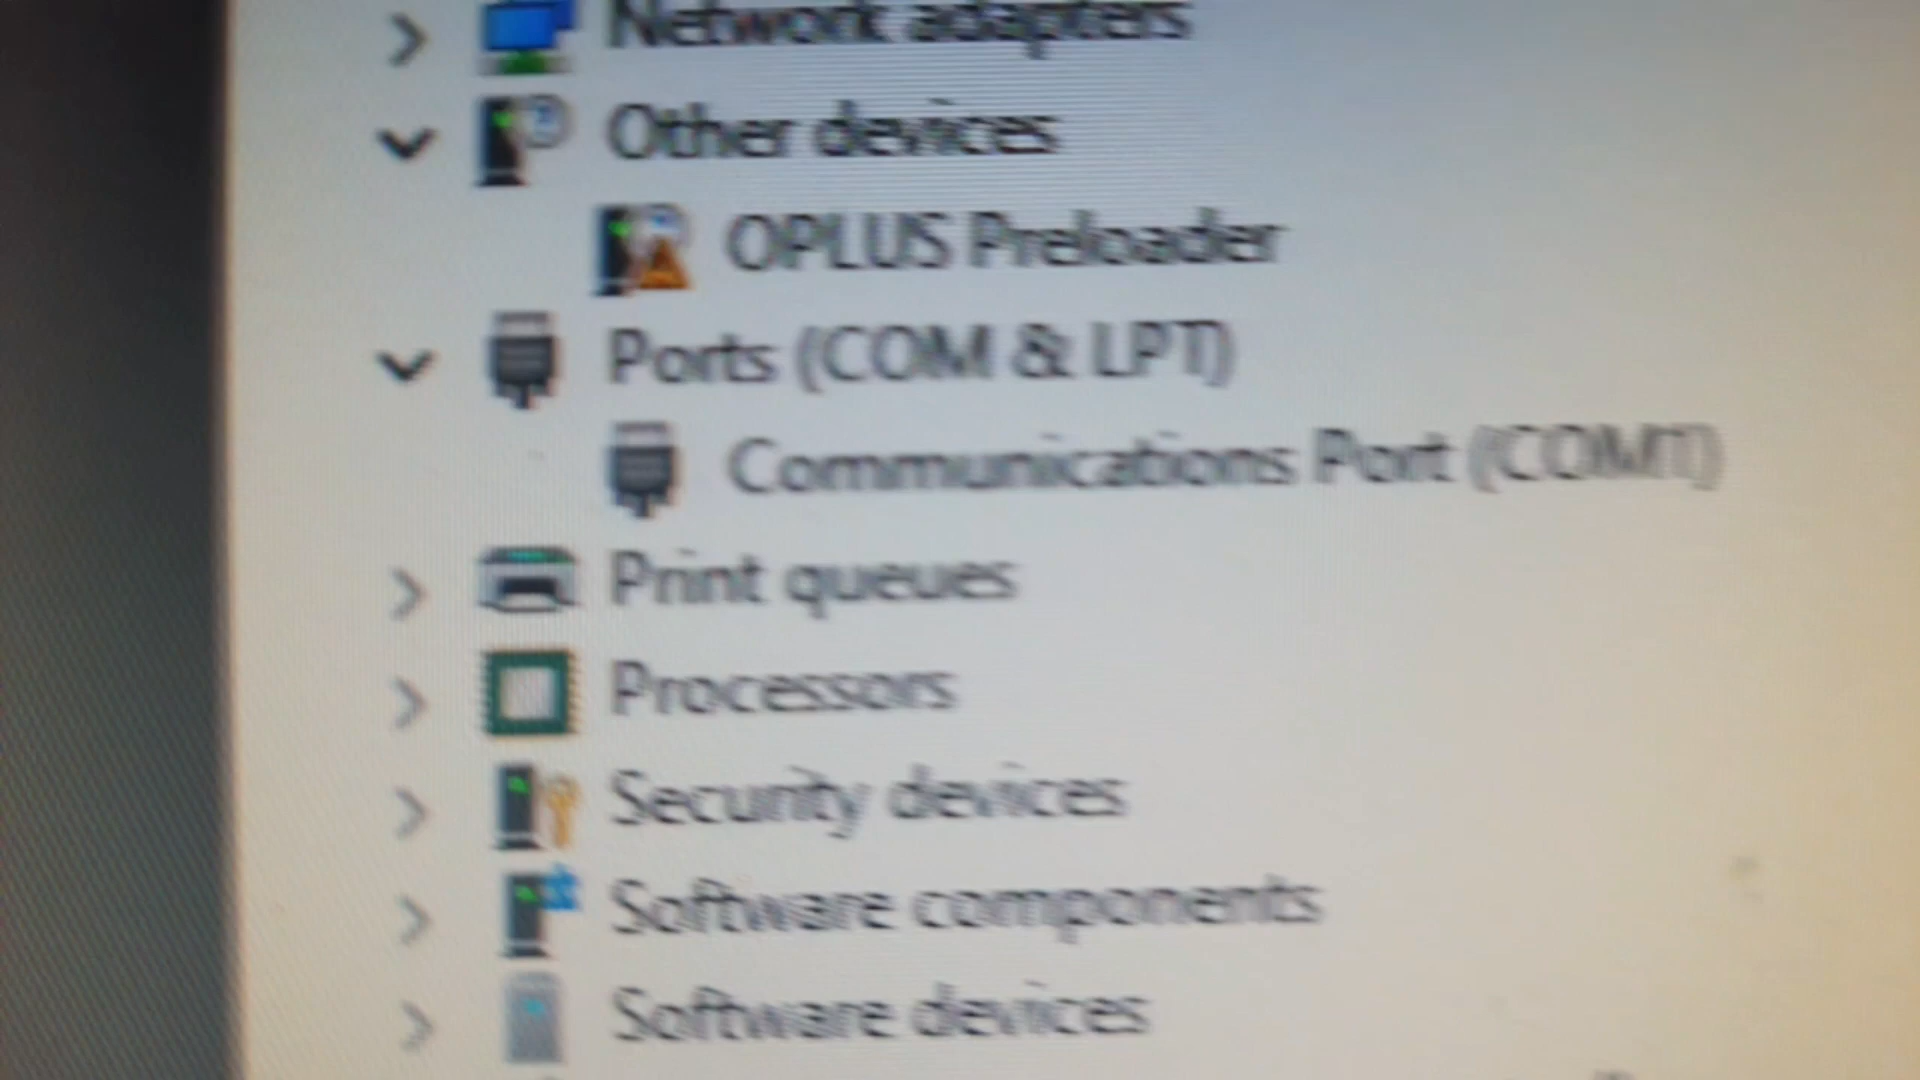 Network adapters
Other devices
OPLUS Preloader
Ports (COM & LPT)
Communications Port (COM1)
Print queues
Processors
Security devices
Software components
Software devices